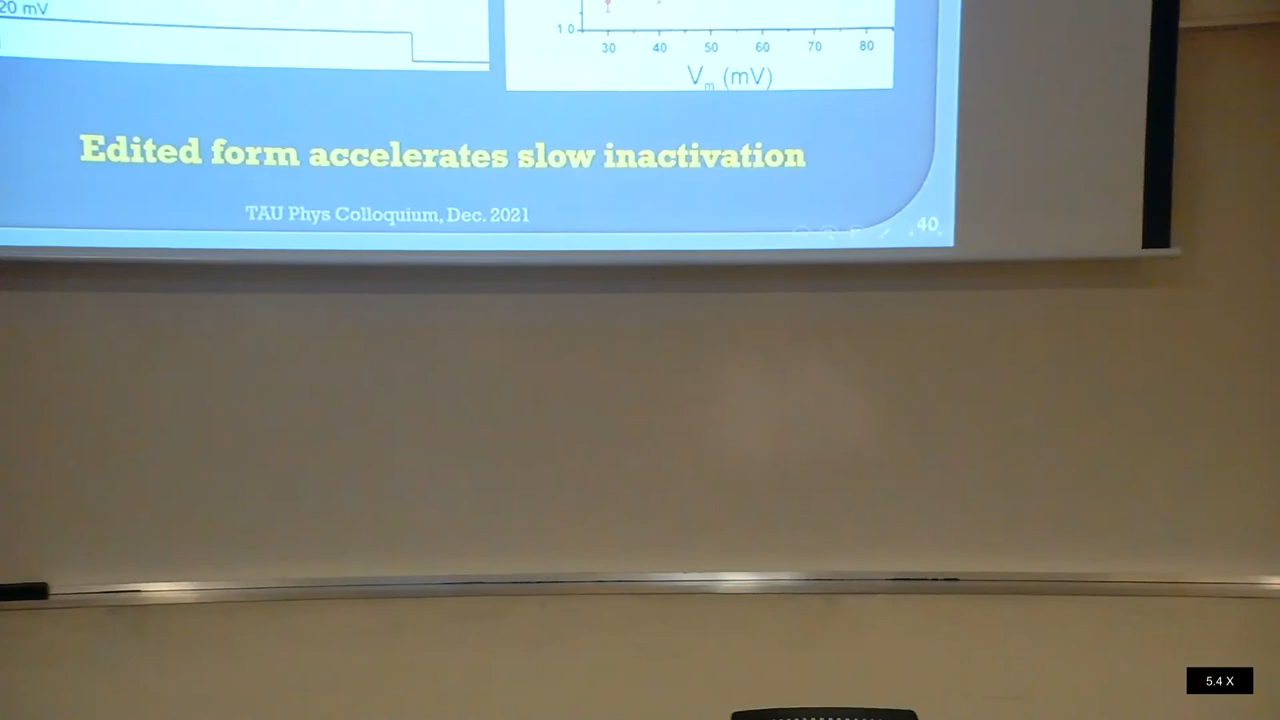 20 mV
1 0
30 40 50 60 70 80
Vm (mV)
Edited form accelerates slow inactivation
TAU Phys Colloquium, Dec. 2021
40
5.4 X